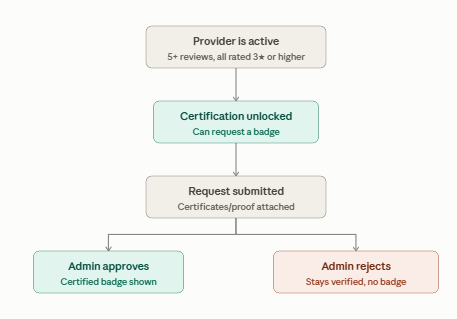 Provider is active
5+ reviews, all rated 3★ or higher
Certification unlocked
Can request a badge
Request submitted
Certificates/proof attached
Admin approves
Certified badge shown
Admin rejects
Stays verified, no badge